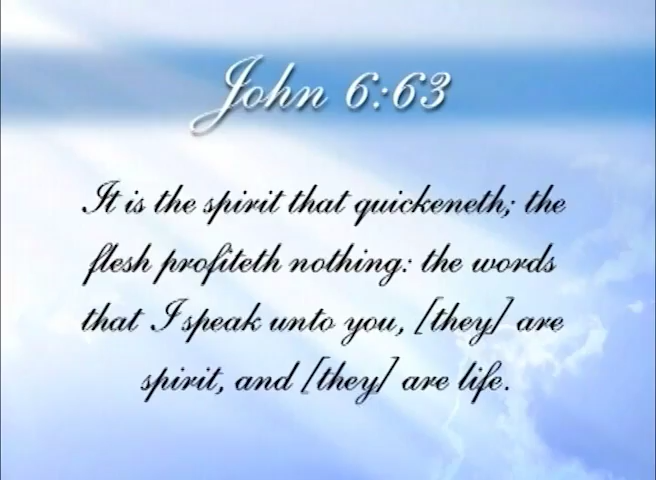 John 6:63
It is the spirit that quickeneth; the
flesh profiteth nothing: the words
that I speak unto you, [they] are
spirit, and [they] are life.